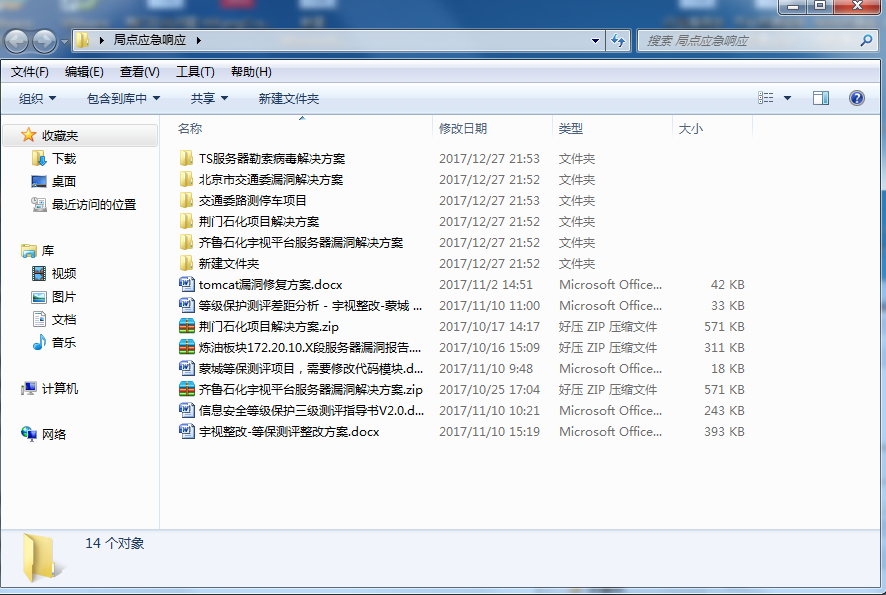 局点应急响应
搜索 局点应急响应
文件(F) 编辑(E) 查看(V) 工具(T) 帮助(H)
组织 包含到库中 共享 新建文件夹
收藏夹
下载
桌面
最近访问的位置
库
视频
图片
文档
音乐
计算机
网络
名称 修改日期 类型 大小
TS服务器勒索病毒解决方案 2017/12/27 21:53 文件夹
北京市交通委漏洞解决方案 2017/12/27 21:52 文件夹
交通委路测停车项目 2017/12/27 21:53 文件夹
荆门石化项目解决方案 2017/12/27 21:52 文件夹
齐鲁石化宇视平台服务器漏洞解决方案 2017/12/27 21:52 文件夹
新建文件夹 2017/12/27 21:52 文件夹
tomcat漏洞修复方案.docx 2017/11/2 14:51 Microsoft Office... 42 KB
等级保护测评差距分析 - 宇视整改-蒙城 ... 2017/11/10 11:00 Microsoft Office... 33 KB
荆门石化项目解决方案.zip 2017/10/17 14:17 好压 ZIP 压缩文件 571 KB
炼油板块172.20.10.X段服务器漏洞报告.... 2017/10/16 15:09 好压 ZIP 压缩文件 311 KB
蒙城等保测评项目，需要修改代码模块.d... 2017/11/10 9:48 Microsoft Office... 18 KB
齐鲁石化宇视平台服务器漏洞解决方案.zip 2017/10/25 17:04 好压 ZIP 压缩文件 571 KB
信息安全等级保护三级测评指导书V2.0.d... 2017/11/10 10:21 Microsoft Office... 243 KB
宇视整改-等保测评整改方案.docx 2017/11/10 15:19 Microsoft Office... 393 KB
14 个对象